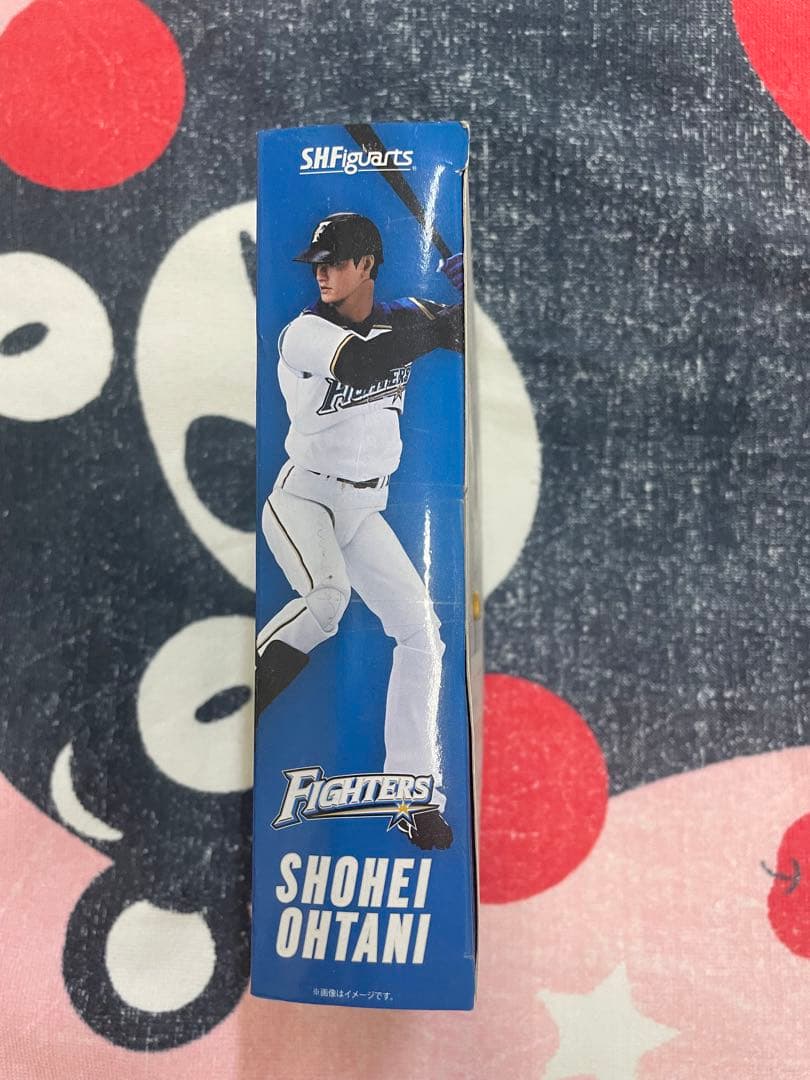 S.H.Figuarts
F
FIGHTERS
FIGHTERS
SHOHEI
OHTANI
※画像はイメージです。